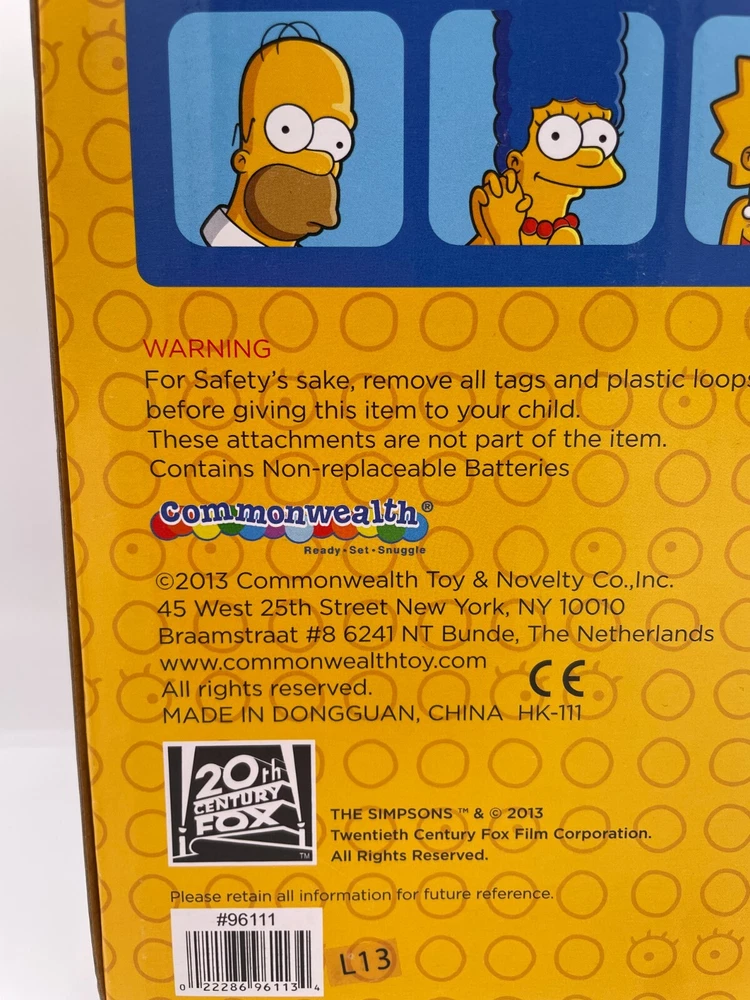 WARNING
For Safety's sake, remove all tags and plastic loops
before giving this item to your child.
These attachments are not part of the item.
Contains Non-replaceable Batteries
Commonwealth®
Ready•Set•Snuggle
©2013 Commonwealth Toy & Novelty Co.,Inc.
45 West 25th Street New York, NY 10010
Braamstraat #8 6241 NT Bunde, The Netherlands
www.commonwealthtoy.com
CE
All rights reserved.
MADE IN DONGGUAN, CHINA HK-111
20th
CENTURY
FOX
TM
THE SIMPSONS ™ & © 2013
Twentieth Century Fox Film Corporation.
All Rights Reserved.
Please retain all information for future reference.
#96111
0 22286 96113 4
L13